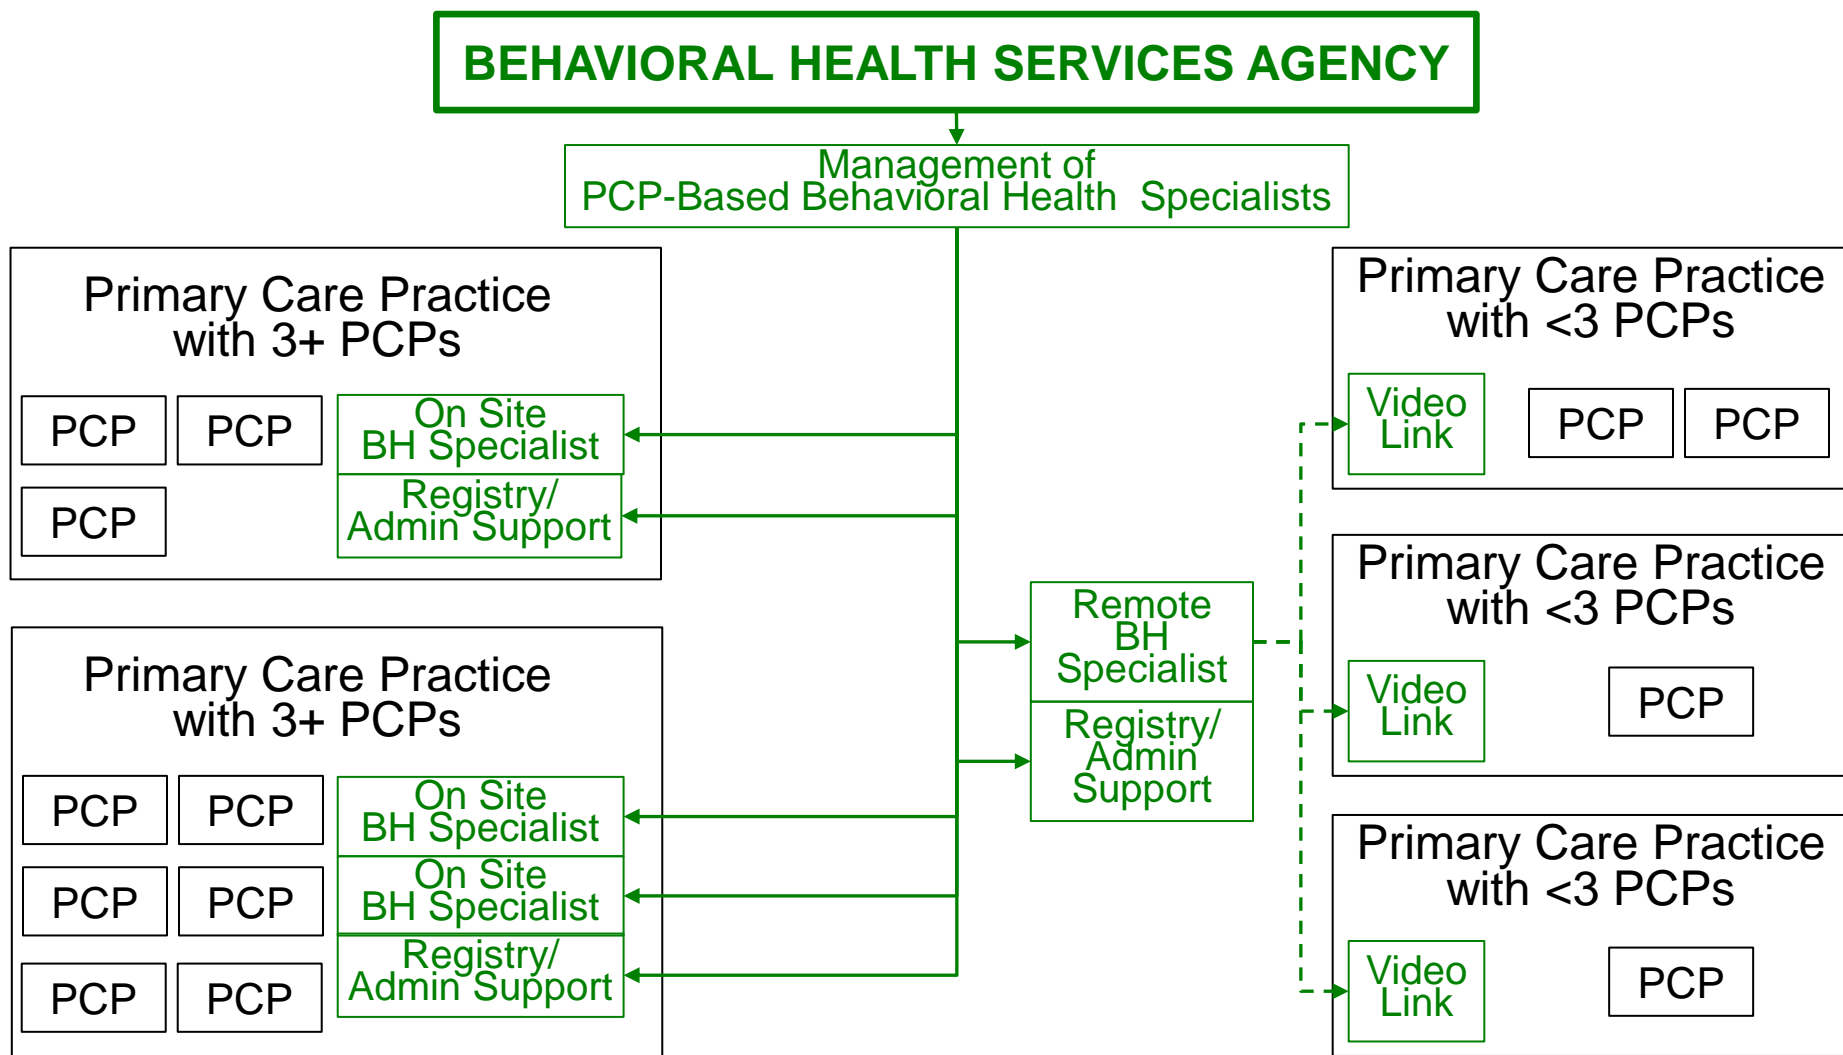 BEHAVIORAL HEALTH SERVICES AGENCY
Management of
PCP-Based Behavioral Health  Specialists
Primary Care Practice
with 3+ PCPs
PCP
PCP
PCP
On Site
BH Specialist
Registry/
Admin Support
Primary Care Practice
with 3+ PCPs
PCP
PCP
PCP
PCP
PCP
PCP
On Site
BH Specialist
On Site
BH Specialist
Registry/
Admin Support
Remote
BH
Specialist
Registry/
Admin
Support
Primary Care Practice
with <3 PCPs
Video
Link
PCP
PCP
Primary Care Practice
with <3 PCPs
Video
Link
PCP
Primary Care Practice
with <3 PCPs
Video
Link
PCP